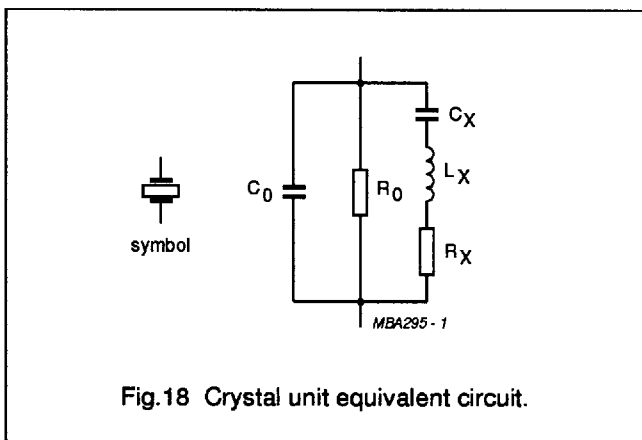 C₀
R₀
Cx
Lx
Rx
symbol
MBA295 - 1
Fig.18 Crystal unit equivalent circuit.